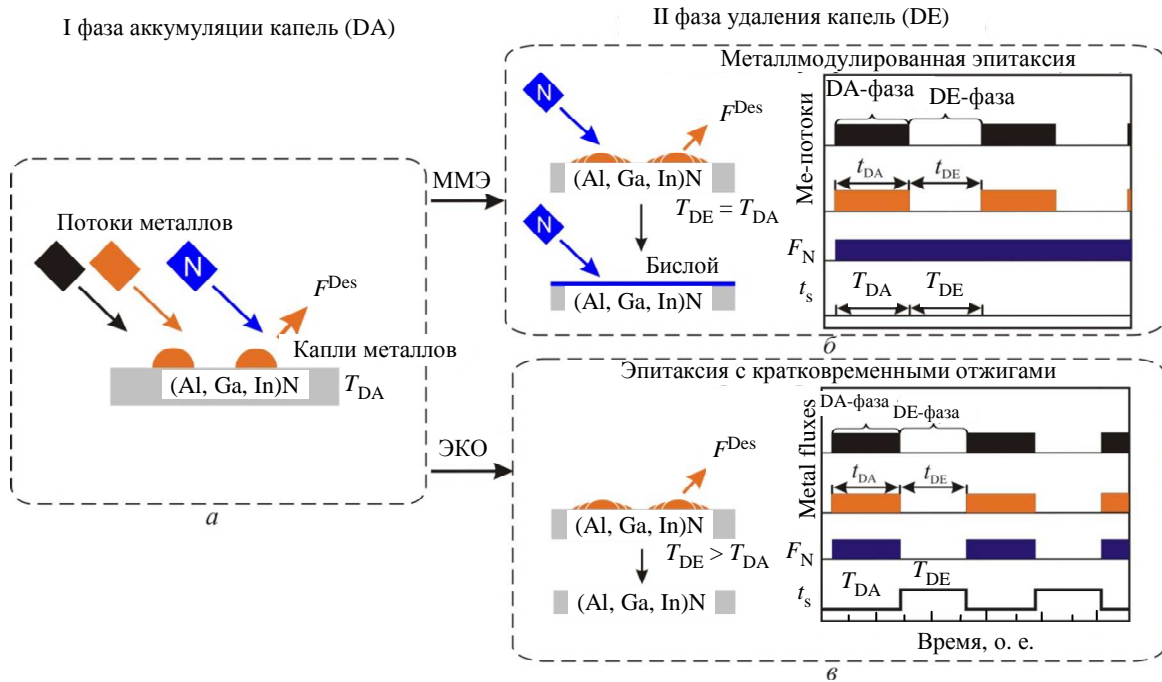 I фаза аккумуляции капель (DA)
II фаза удаления капель (DE)
Потоки металлов
N
F^Des
Капли металлов
(Al, Ga, In)N
T_DA
а
ММЭ
ЭКО
Металлмодулированная эпитаксия
N
F^Des
(Al, Ga, In)N
T_DE = T_DA
N
Бислой
(Al, Ga, In)N
Ме-потоки
DA-фаза
DE-фаза
t_DA
t_DE
F_N
t_s
T_DA
T_DE
б
Эпитаксия с кратковременными отжигами
F^Des
(Al, Ga, In)N
T_DE > T_DA
(Al, Ga, In)N
Metal fluxes
DA-фаза
DE-фаза
t_DA
t_DE
F_N
t_s
T_DA
T_DE
Время, о. е.
в